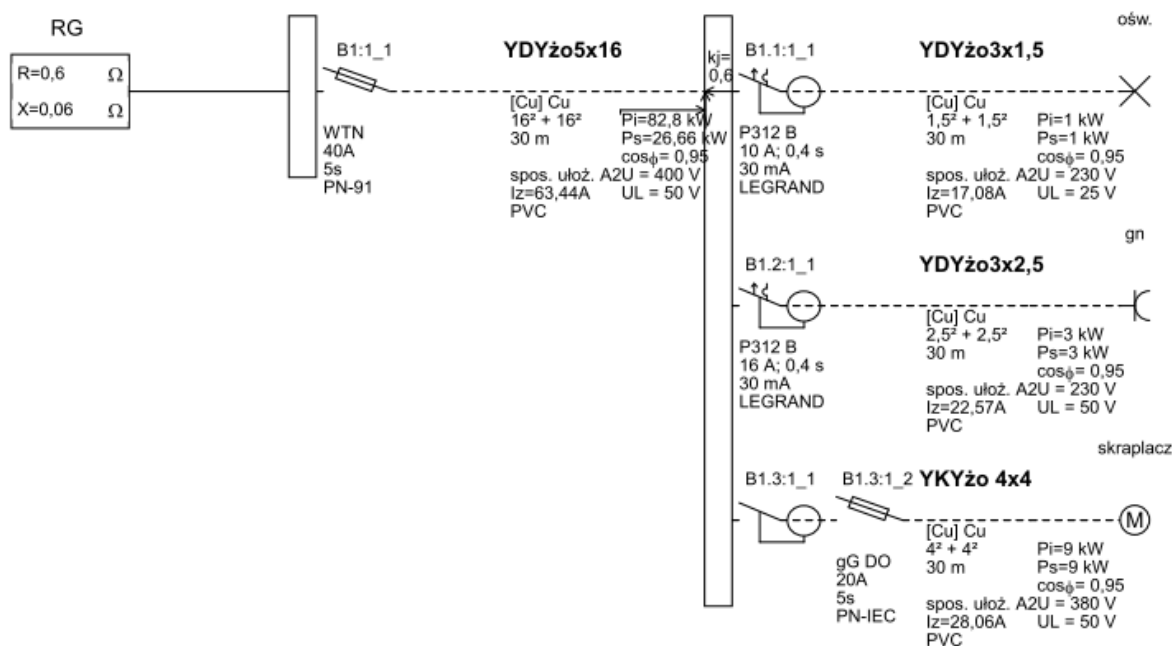 RG
R=0,6 Ω
X=0,06 Ω
B1:1_1
WTN
40A
5s
PN-91
YDYżo5x16
[Cu] Cu
16² + 16² Pi=82,8 kW
30 m Ps=26,66 kW
cosϕ= 0,95
spos. ułoż. A2U = 400 V
Iz=63,44A UL = 50 V
PVC
kj=
0,6
B1.1:1_1
P312 B
10 A; 0,4 s
30 mA
LEGRAND
YDYżo3x1,5
ośw.
[Cu] Cu
1,5² + 1,5² Pi=1 kW
30 m Ps=1 kW
cosϕ= 0,95
spos. ułoż. A2U = 230 V
Iz=17,08A UL = 25 V
PVC
B1.2:1_1
P312 B
16 A; 0,4 s
30 mA
LEGRAND
YDYżo3x2,5
gn
[Cu] Cu
2,5² + 2,5² Pi=3 kW
30 m Ps=3 kW
cosϕ= 0,95
spos. ułoż. A2U = 230 V
Iz=22,57A UL = 50 V
PVC
B1.3:1_1
B1.3:1_2
gG DO
20A
5s
PN-IEC
YKYżo 4x4
skraplacz
M
[Cu] Cu
4² + 4² Pi=9 kW
30 m Ps=9 kW
cosϕ= 0,95
spos. ułoż. A2U = 380 V
Iz=28,06A UL = 50 V
PVC